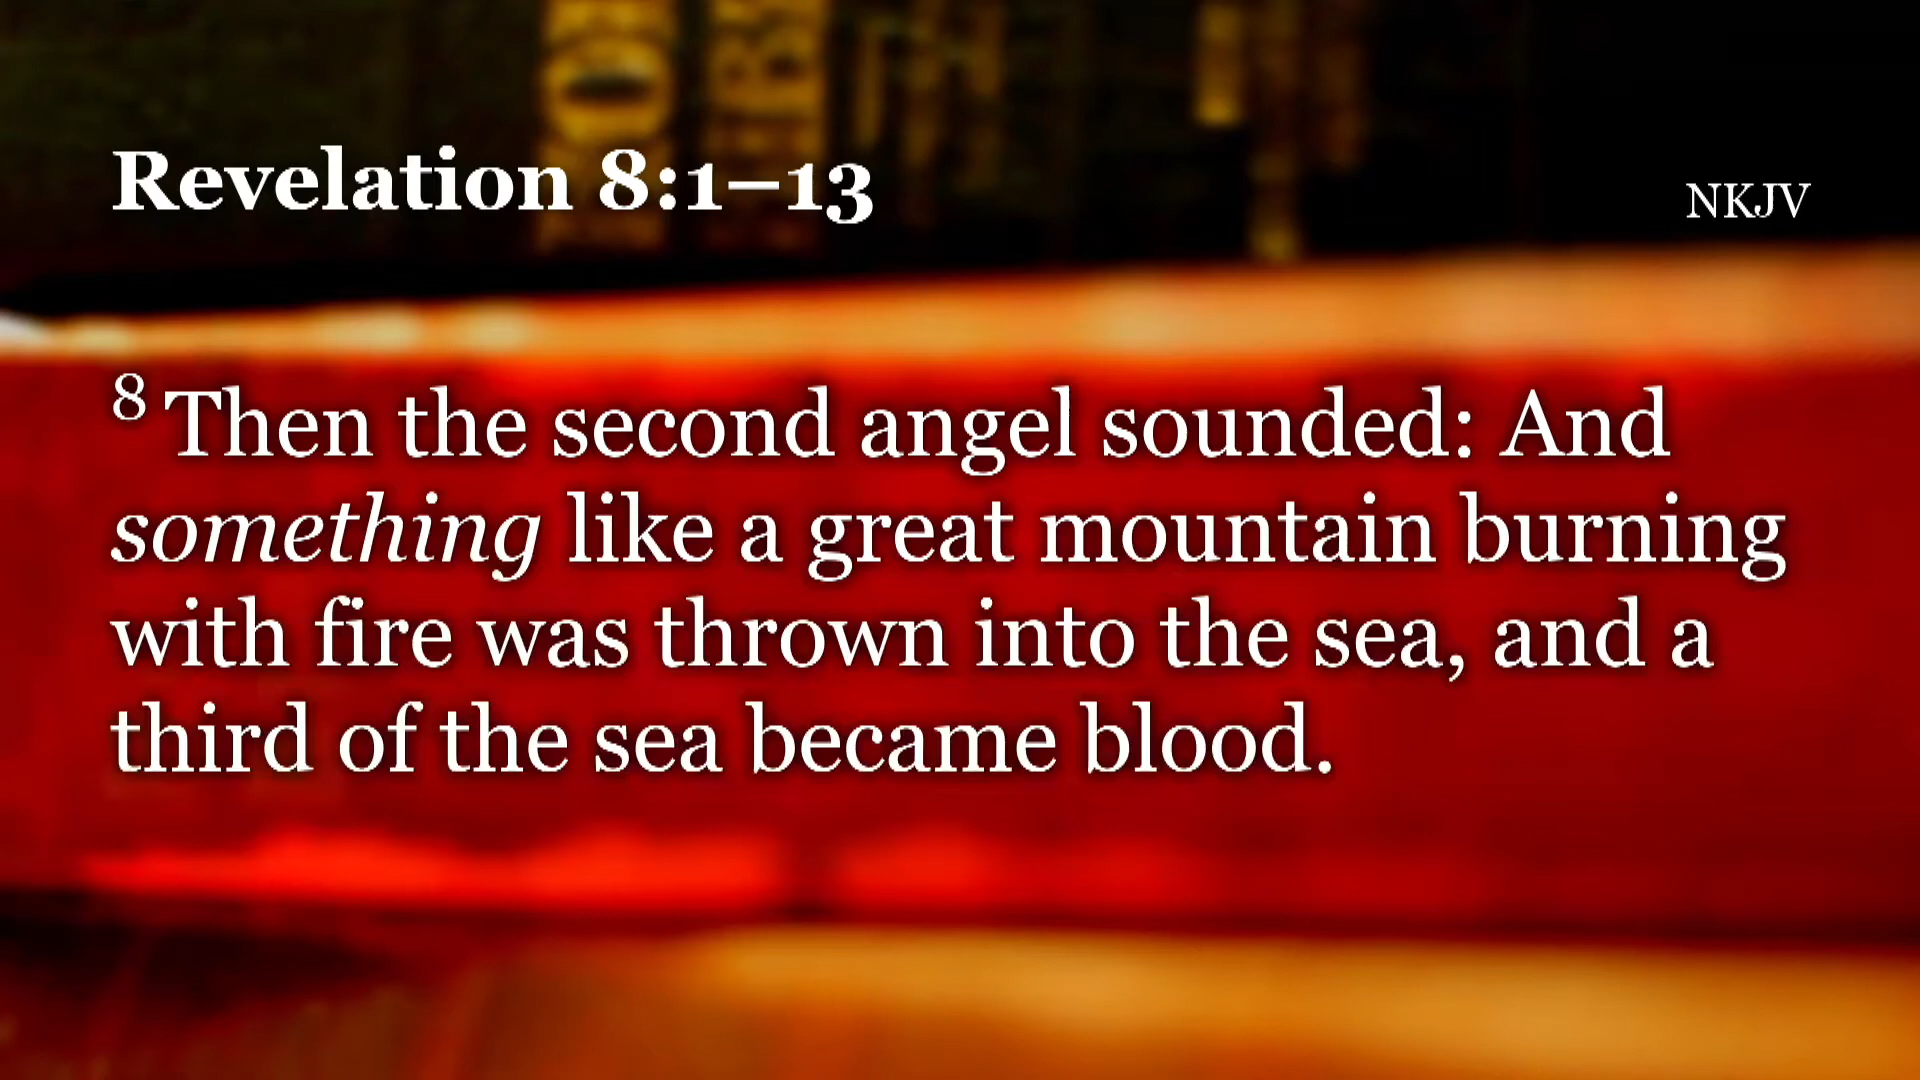 Revelation 8:1–13
NKJV
8 Then the second angel sounded: And
something like a great mountain burning
with fire was thrown into the sea, and a
third of the sea became blood.